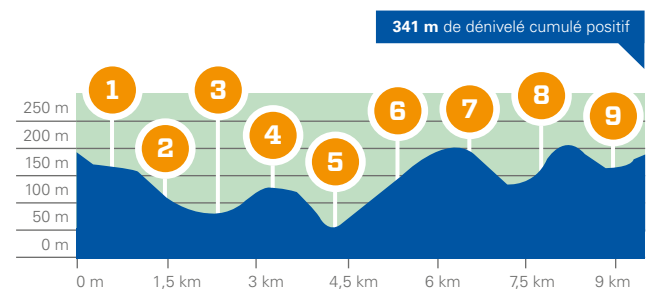 341 m de dénivelé cumulé positif
1
2
3
4
5
6
7
8
9
250 m
200 m
150 m
100 m
50 m
0 m
0 m
1,5 km
3 km
4,5 km
6 km
7,5 km
9 km